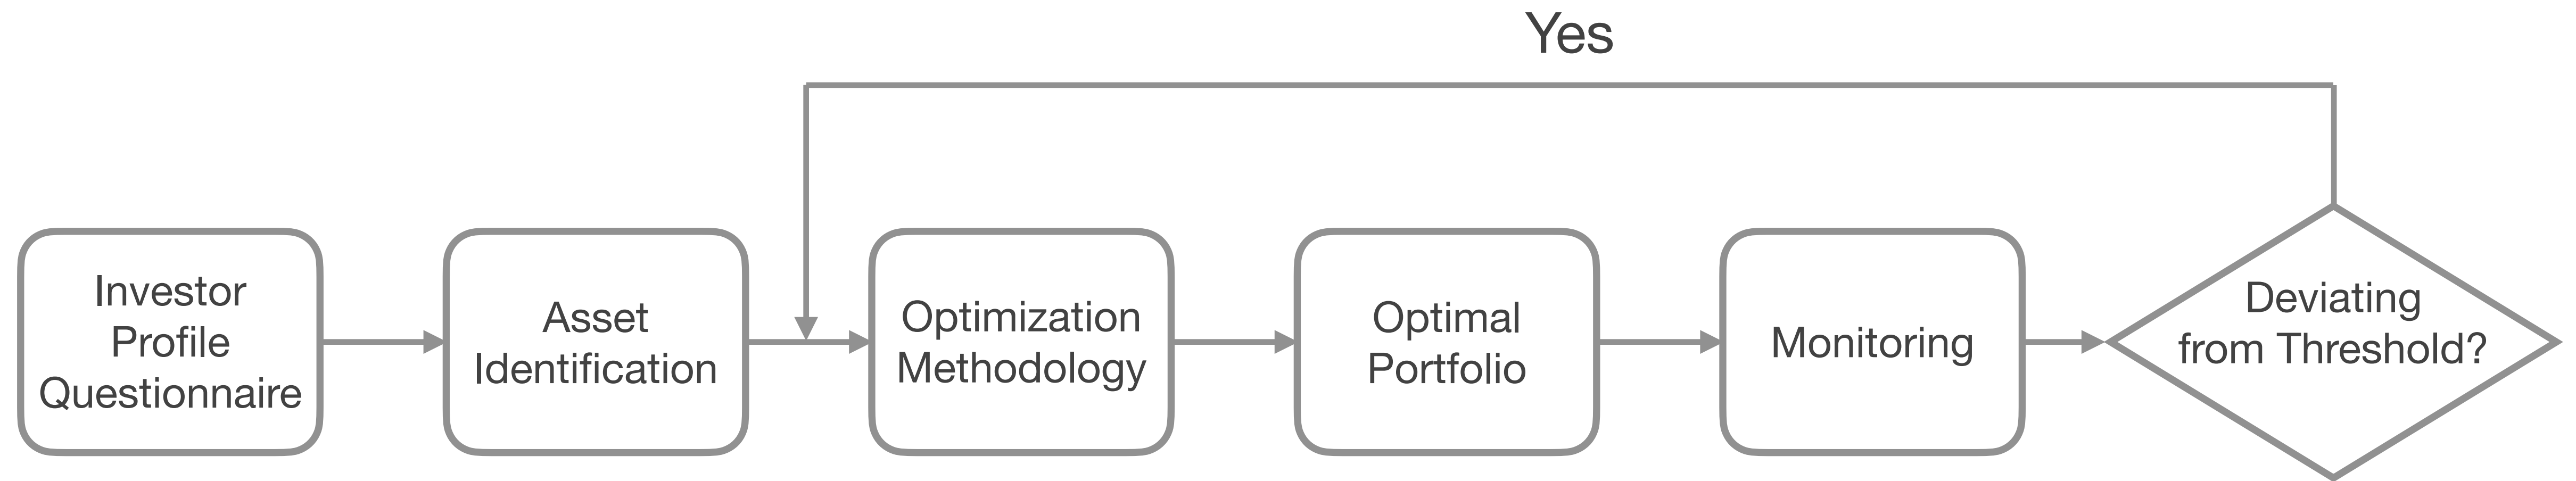 Yes
Investor
Profile
Questionnaire
Asset
Identification
Optimization
Methodology
Optimal
Portfolio
Monitoring
Deviating
from Threshold?